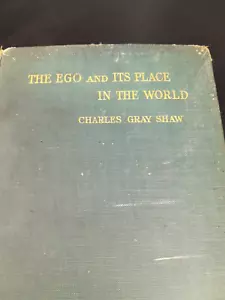 THE EGO AND ITS PLACE
IN THE WORLD
CHARLES GRAY SHAW